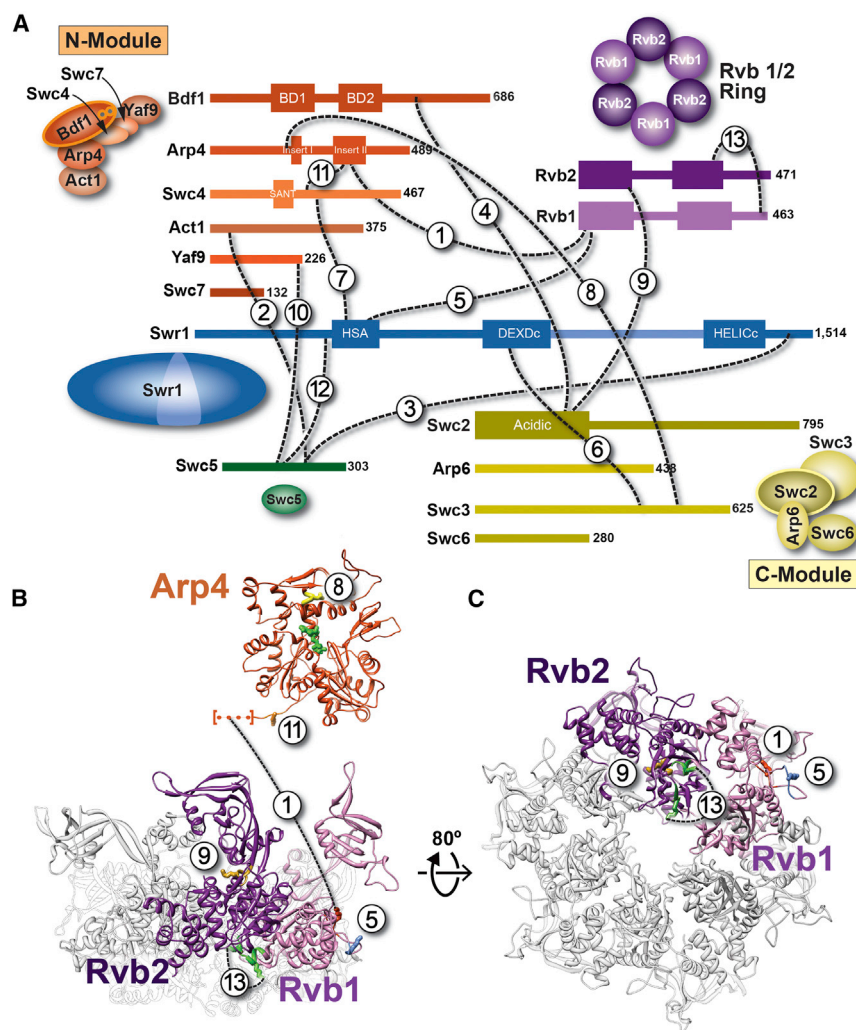 A
N-Module
Swc7
Swc4
Yaf9
Bdf1
Arp4
Act1
Bdf1
BD1
BD2
686
Arp4
Insert I
Insert II
489
11
Swc4
SANT
467
Act1
375
Yaf9
226
Swc7
132
1
4
7
5
8
9
2
10
Rvb2
Rvb1
Rvb1
Rvb2
Rvb2
Rvb1
Rvb 1/2
Ring
13
Rvb2
471
Rvb1
463
Swr1
HSA
DEXDc
HELICc
1,514
Swr1
12
3
6
Swc2
Acidic
795
Swc5
303
Swc5
Arp6
438
Swc3
625
Swc6
280
Swc3
Swc2
Arp6
Swc6
C-Module
B
Arp4
8
11
1
9
5
13
Rvb2
Rvb1
80º
C
Rvb2
1
9
5
13
Rvb1